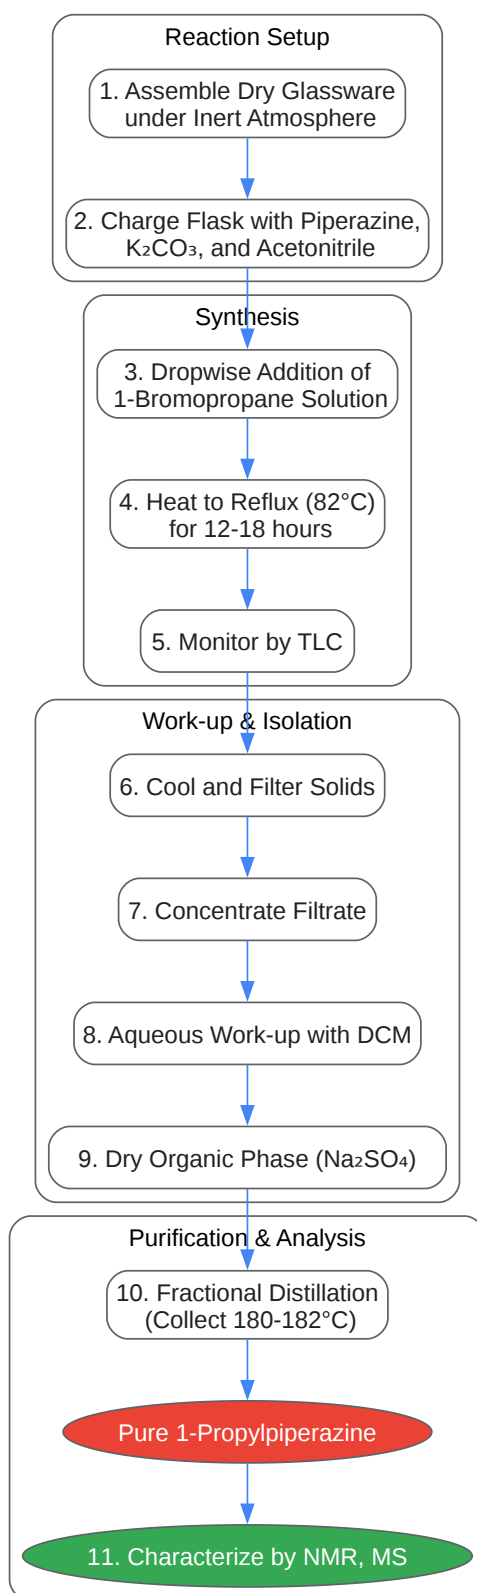 Reaction Setup
1. Assemble Dry Glassware
under Inert Atmosphere
2. Charge Flask with Piperazine,
K₂CO₃, and Acetonitrile
Synthesis
3. Dropwise Addition of
1-Bromopropane Solution
4. Heat to Reflux (82°C)
for 12-18 hours
5. Monitor by TLC
Work-up & Isolation
6. Cool and Filter Solids
7. Concentrate Filtrate
8. Aqueous Work-up with DCM
9. Dry Organic Phase (Na₂SO₄)
Purification & Analysis
10. Fractional Distillation
(Collect 180-182°C)
Pure 1-Propylpiperazine
11. Characterize by NMR, MS